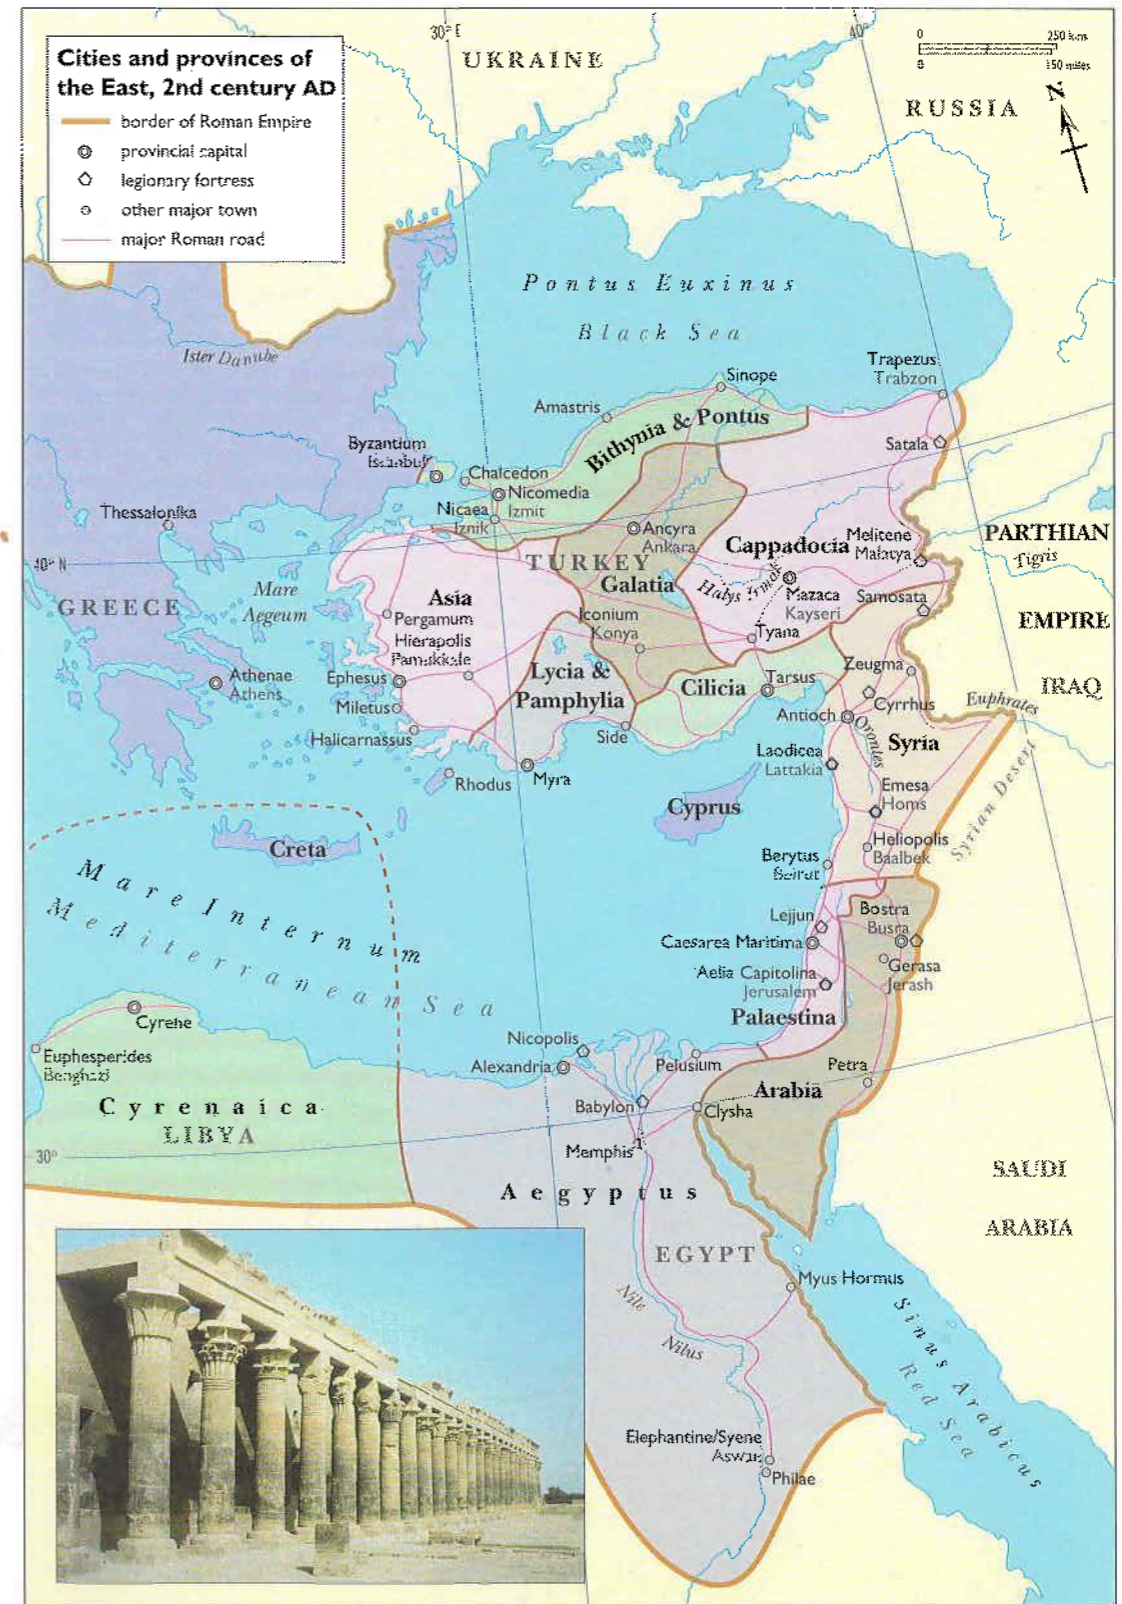 30° E
40°
UKRAINE
0 250 kms
0 150 miles
N
RUSSIA
Cities and provinces of
the East, 2nd century AD
border of Roman Empire
provincial capital
legionary fortress
other major town
major Roman road
Pontus Euxinus
Black Sea
Ister Danube
Trapezus
Trabzon
Sinope
Amastris
Bithynia & Pontus
Satala
Byzantium
Istanbul
Chalcedon
Nicomedia
Izmit
Nicaea
Iznik
Thessalonika
Ancyra
Ankara
Cappadocia
Melitene
Malatya
PARTHIAN
Tigris
EMPIRE
IRAQ
40° N
TURKEY
Galatia
Halys Irmak
Mazaca
Kayseri
Samosata
GREECE
Mare
Aegeum
Asia
Pergamum
Hierapolis
Pamukkale
Iconium
Konya
Tyana
Lycia &
Pamphylia
Cilicia
Tarsus
Zeugma
Athenae
Athens
Ephesus
Miletus
Halicarnassus
Side
Antioch
Orontes
Cyrrhus
Euphrates
Syria
Syrian Desert
Rhodus
Myra
Laodicea
Lattakia
Emesa
Homs
Cyprus
Heliopolis
Baalbek
Creta
Berytus
Beirut
Mare Internum
Mediterranean Sea
Lejjun
Bostra
Busra
Caesarea Maritima
Gerasa
Jerash
Aelia Capitolina
Jerusalem
Palaestina
Cyrene
Euphesperides
Benghazi
Nicopolis
Alexandria
Pelusium
Petra
Arabia
Cyrenaica
LIBYA
Babylon
Clysha
Memphis
30°
Aegyptus
SAUDI
ARABIA
EGYPT
Myus Hormus
Nile
Nilus
Sinus Arabicus
Red Sea
Elephantine/Syene
Aswan
Philae